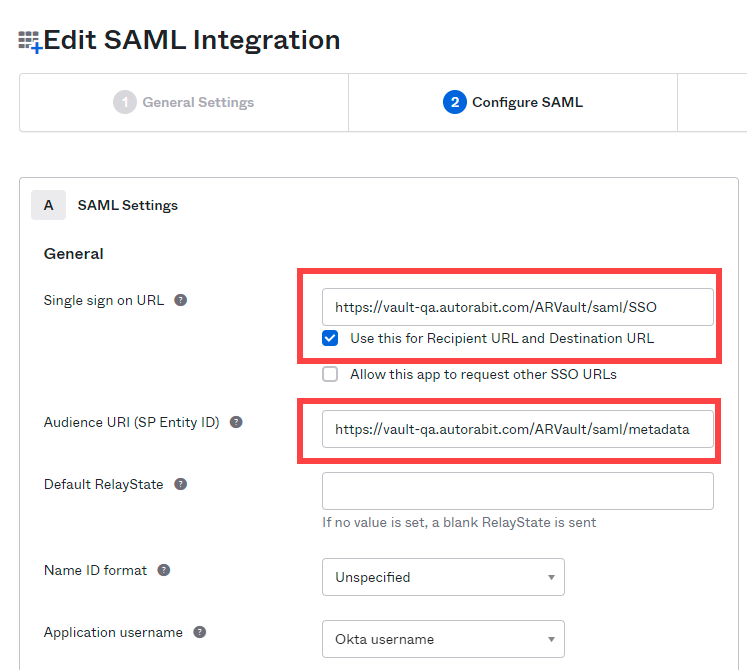 Edit SAML Integration
1 General Settings
2 Configure SAML
A SAML Settings
General
Single sign on URL ?
https://vault-qa.autorabit.com/ARVault/saml/SSO
Use this for Recipient URL and Destination URL
Allow this app to request other SSO URLs
Audience URI (SP Entity ID) ?
https://vault-qa.autorabit.com/ARVault/saml/metadata
Default RelayState ?
If no value is set, a blank RelayState is sent
Name ID format ?
Unspecified
Application username ?
Okta username